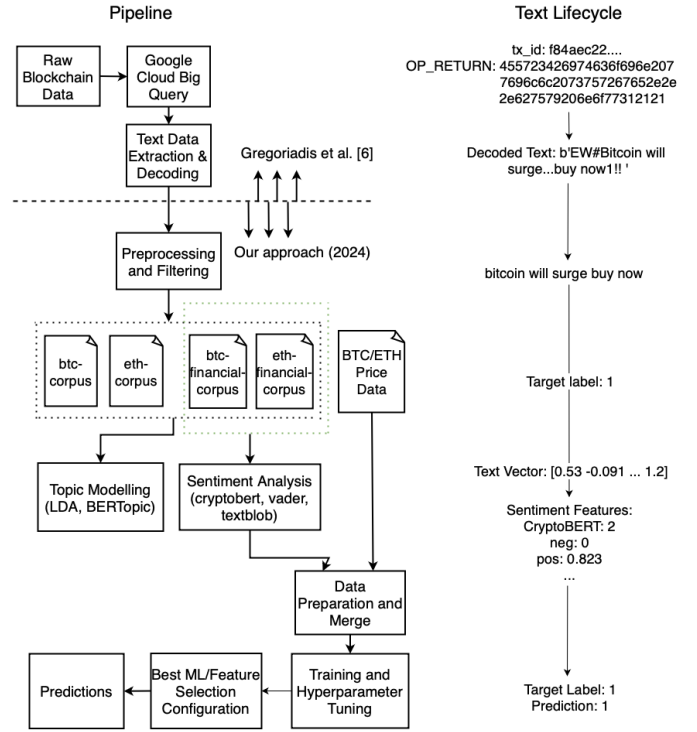 Pipeline
Raw
Blockchain
Data
Google
Cloud Big
Query
Text Data
Extraction &
Decoding
Gregoriadis et al. [6]
Our approach (2024)
Preprocessing
and Filtering
btc-
corpus
eth-
corpus
btc-
financial-
corpus
eth-
financial-
corpus
BTC/ETH
Price
Data
Topic Modelling
(LDA, BERTopic)
Sentiment Analysis
(cryptobert, vader,
textblob)
Data
Preparation and
Merge
Training and
Hyperparameter
Tuning
Best ML/Feature
Selection
Configuration
Predictions
Text Lifecycle
tx_id: f84aec22....
OP_RETURN: 455723426974636f696e207
7696c6c2073757267652e2e
2e627579206e6f77312121
Decoded Text: b'EW#Bitcoin will
surge...buy now1!! '
bitcoin will surge buy now
Target label: 1
Text Vector: [0.53 -0.091 ... 1.2]
Sentiment Features:
CryptoBERT: 2
neg: 0
pos: 0.823
...
Target Label: 1
Prediction: 1